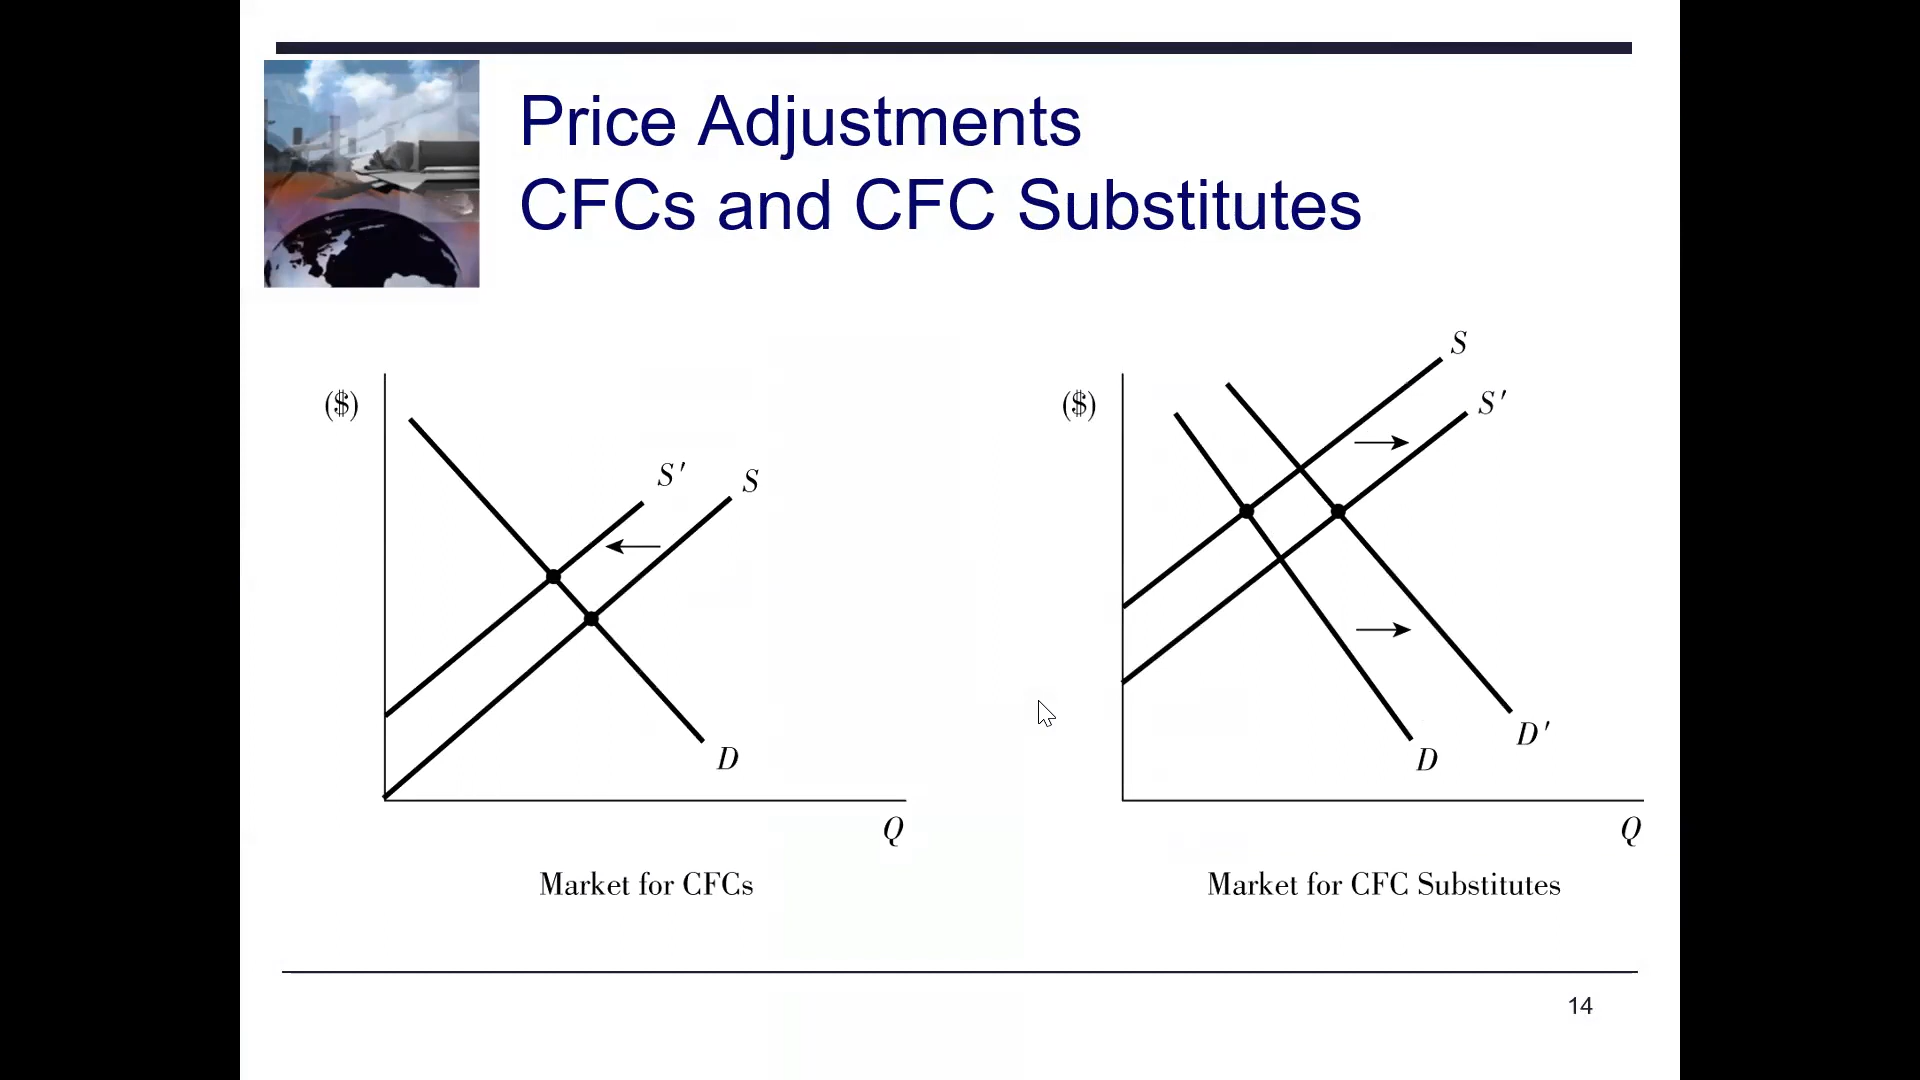 Price Adjustments
CFCs and CFC Substitutes
($)
S′
S
D
Q
Market for CFCs
($)
S
S′
D′
D
Q
Market for CFC Substitutes
14